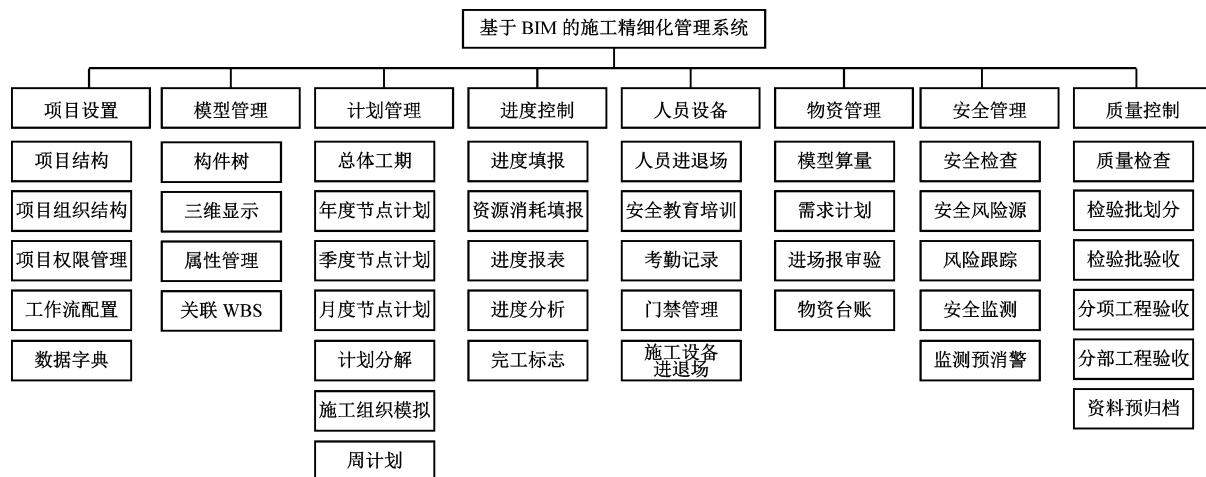 基于 BIM 的施工精细化管理系统
项目设置
模型管理
计划管理
进度控制
人员设备
物资管理
安全管理
质量控制
项目结构
项目组织结构
项目权限管理
工作流配置
数据字典
构件树
三维显示
属性管理
关联 WBS
总体工期
年度节点计划
季度节点计划
月度节点计划
计划分解
施工组织模拟
周计划
进度填报
资源消耗填报
进度报表
进度分析
完工标志
人员进退场
安全教育培训
考勤记录
门禁管理
施工设备
进退场
模型算量
需求计划
进场报审验
物资台账
安全检查
安全风险源
风险跟踪
安全监测
监测预消警
质量检查
检验批划分
检验批验收
分项工程验收
分部工程验收
资料预归档